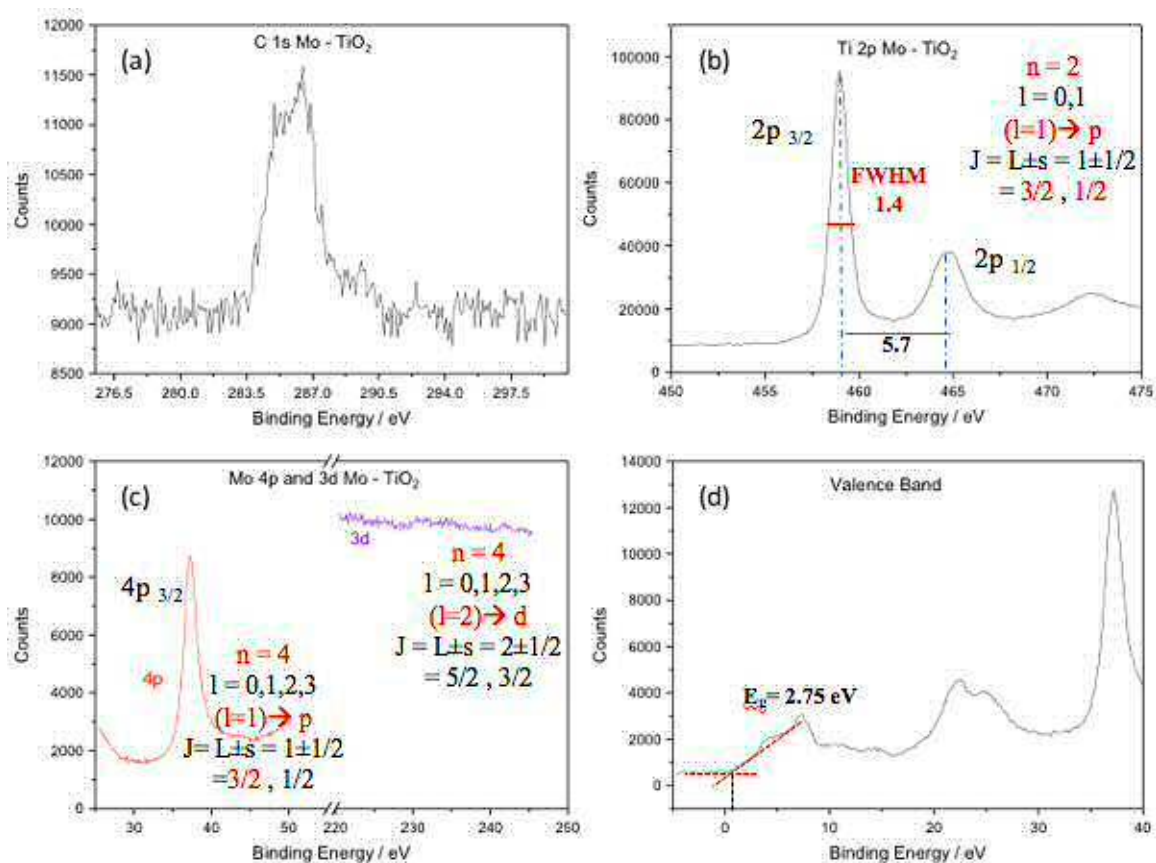 (a)
C 1s Mo - TiO2
12000
11500
11000
10500
10000
9500
9000
8500
Counts
276.5 280.0 283.5 287.0 290.5 294.0 297.5
Binding Energy / eV
(b)
Ti 2p Mo - TiO2
100000
80000
60000
40000
20000
0
Counts
2p 3/2
FWHM
1.4
n = 2
l = 0,1
(l=1)→ p
J = L±s = 1±1/2
= 3/2 , 1/2
2p 1/2
5.7
450 455 460 465 470 475
Binding Energy / eV
(c)
Mo 4p and 3d Mo - TiO2
12000
10000
8000
6000
4000
2000
0
Counts
3d
n = 4
l = 0,1,2,3
(l=2)→ d
J = L±s = 2±1/2
= 5/2 , 3/2
4p 3/2
4p
n = 4
l = 0,1,2,3
(l=1)→ p
J= L±s = 1±1/2
=3/2 , 1/2
30 40 50 220 230 240 250
Binding Energy / eV
(d)
Valence Band
14000
12000
10000
8000
6000
4000
2000
0
Counts
Eg= 2.75 eV
0 10 20 30 40
Binding Energy / eV